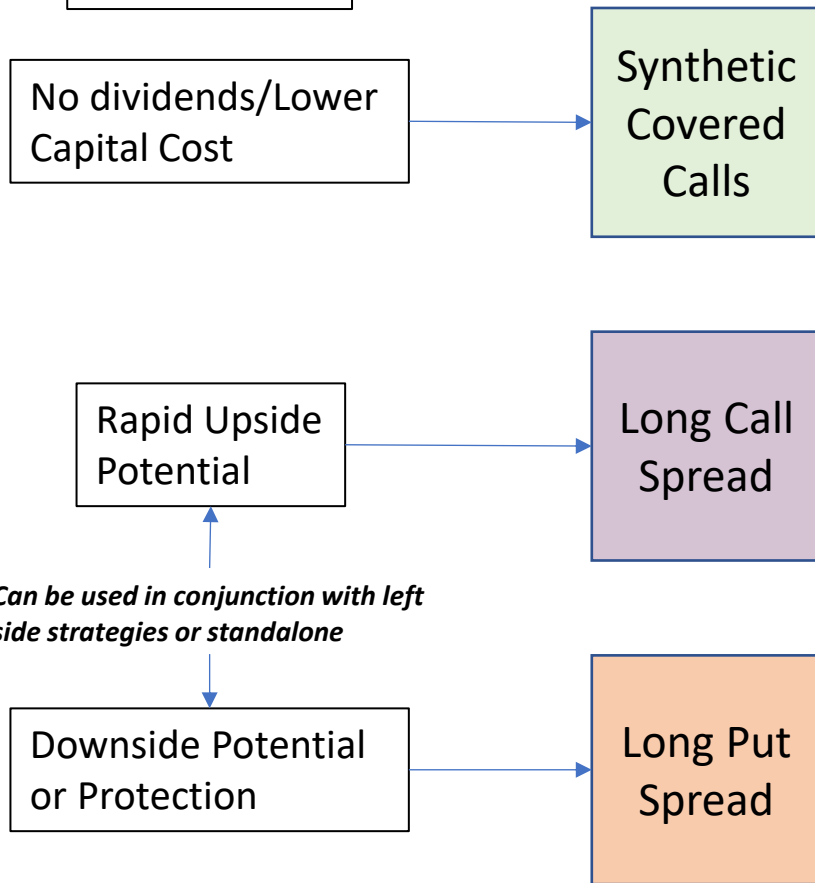 No dividends/Lower
Capital Cost
Synthetic
Covered
Calls
Rapid Upside
Potential
Long Call
Spread
Can be used in conjunction with left
side strategies or standalone
Downside Potential
or Protection
Long Put
Spread